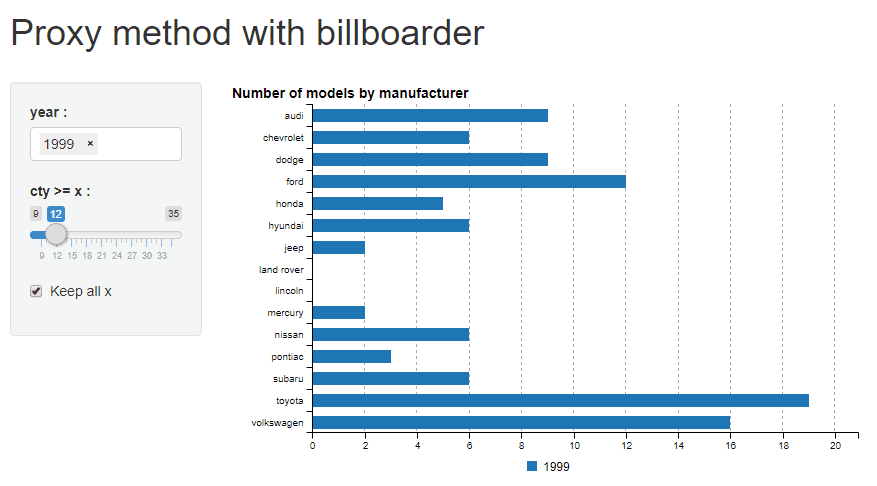 Proxy method with billboarder
year :
1999 ×
cty >= x :
9 12 35
9 12 15 18 21 24 27 30 33
Keep all x
Number of models by manufacturer
audi
chevrolet
dodge
ford
honda
hyundai
jeep
land rover
lincoln
mercury
nissan
pontiac
subaru
toyota
volkswagen
0 2 4 6 8 10 12 14 16 18 20
1999